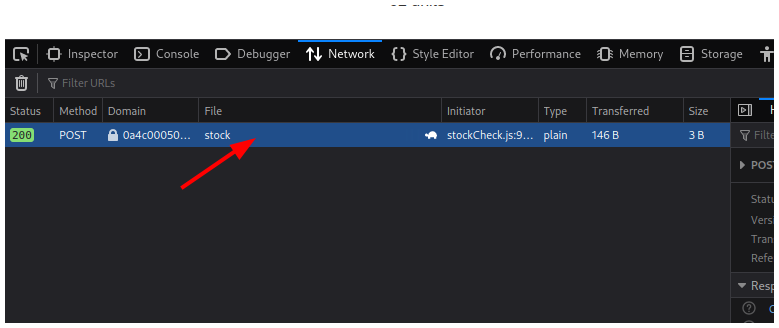 Inspector Console Debugger Network Style Editor Performance Memory Storage
Filter URLs
Status Method Domain File Initiator Type Transferred Size
200 POST 0a4c00050... stock stockCheck.js:9... plain 146 B 3 B
Filte
POST
Statu
Versi
Tran
Refe
Resp